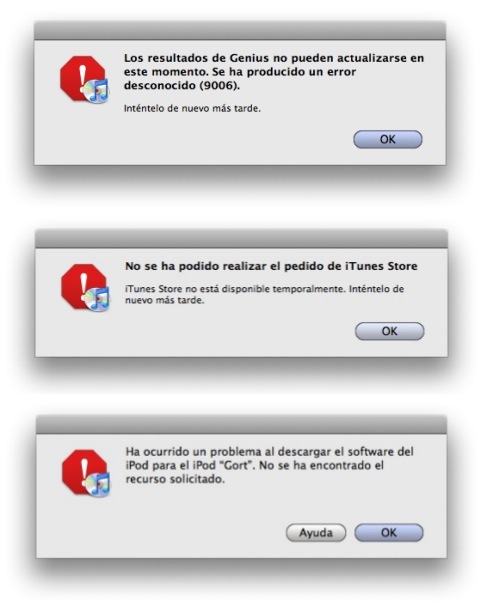 Los resultados de Genius no pueden actualizarse en
este momento. Se ha producido un error
desconocido (9006).
Inténtelo de nuevo más tarde.
OK
No se ha podido realizar el pedido de iTunes Store
iTunes Store no está disponible temporalmente. Inténtelo de
nuevo más tarde.
OK
Ha ocurrido un problema al descargar el software del
iPod para el iPod “Gort”. No se ha encontrado el
recurso solicitado.
Ayuda OK